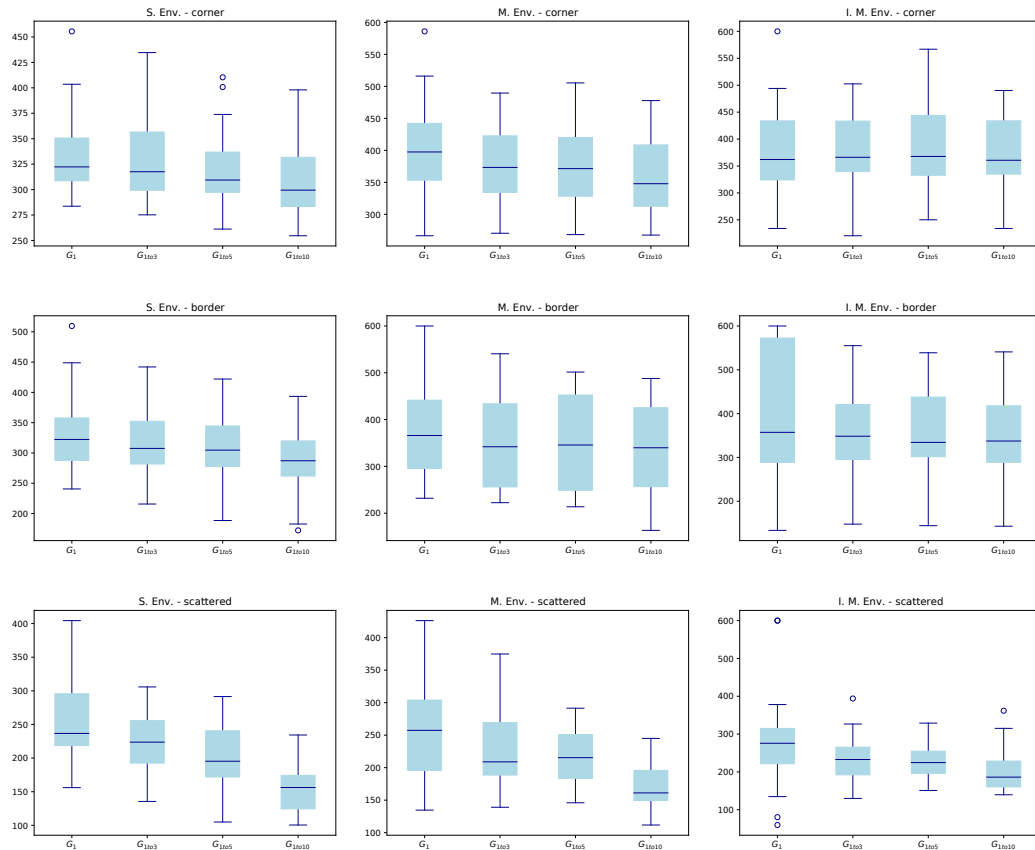 S. Env. - corner
450
425
400
375
350
325
300
275
250
G1
G1to3
G1to5
G1to10
M. Env. - corner
600
550
500
450
400
350
300
G1
G1to3
G1to5
G1to10
I. M. Env. - corner
600
550
500
450
400
350
300
250
G1
G1to3
G1to5
G1to10
S. Env. - border
500
450
400
350
300
250
200
G1
G1to3
G1to5
G1to10
M. Env. - border
600
500
400
300
200
G1
G1to3
G1to5
G1to10
I. M. Env. - border
600
500
400
300
200
G1
G1to3
G1to5
G1to10
S. Env. - scattered
400
350
300
250
200
150
100
G1
G1to3
G1to5
G1to10
M. Env. - scattered
400
350
300
250
200
150
100
G1
G1to3
G1to5
G1to10
I. M. Env. - scattered
600
500
400
300
200
100
G1
G1to3
G1to5
G1to10